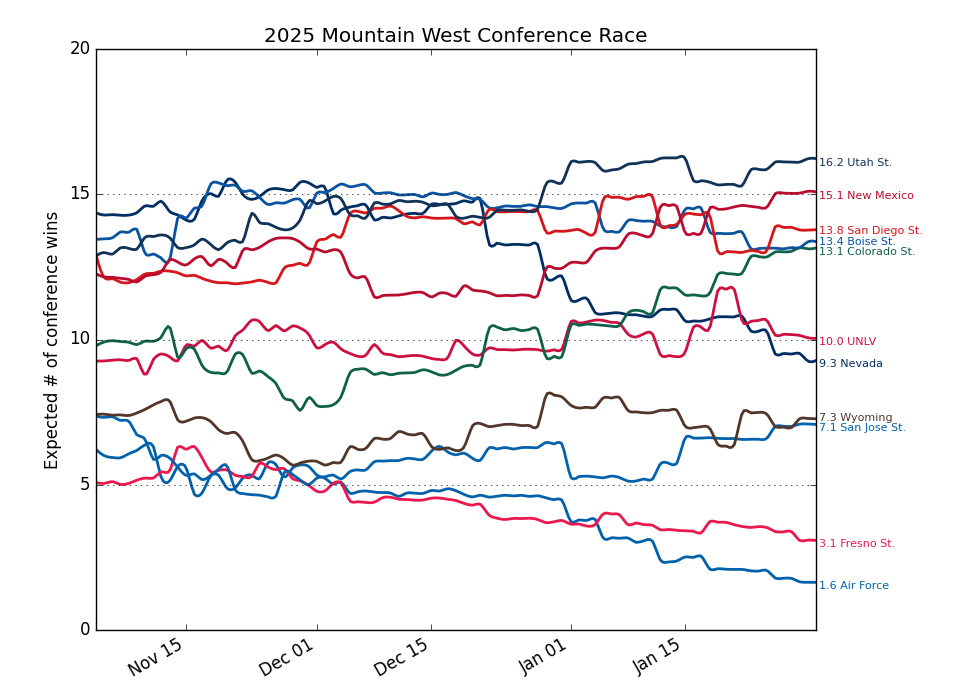 2025 Mountain West Conference Race
Expected # of conference wins
20
15
10
5
0
Nov 15
Dec 01
Dec 15
Jan 01
Jan 15
16.2 Utah St.
15.1 New Mexico
13.8 San Diego St.
13.4 Boise St.
13.1 Colorado St.
10.0 UNLV
9.3 Nevada
7.3 Wyoming
7.1 San Jose St.
3.1 Fresno St.
1.6 Air Force